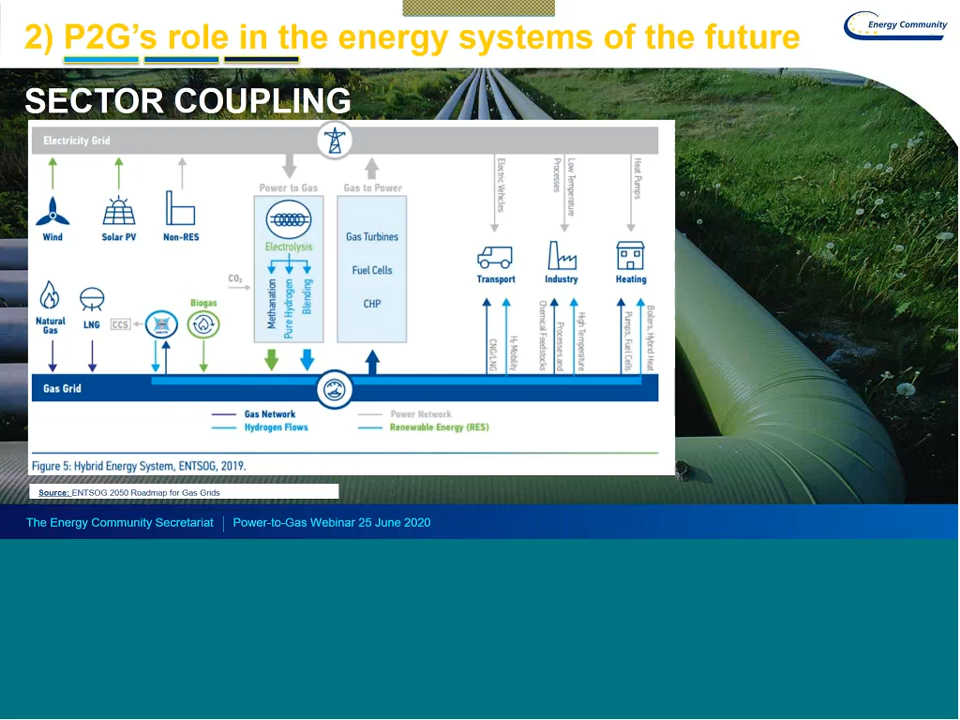 2) P2G's role in the energy systems of the future
Energy Community
SECTOR COUPLING
Electricity Grid
Power to Gas
Gas to Power
Wind
Solar PV
Non-RES
Electrolysis
Methanation
Pure Hydrogen
Blending
Gas Turbines
Fuel Cells
CHP
CO₂
Electric Vehicles
Low Temperature
Processes
Heat Pumps
Transport
Industry
Heating
Natural
Gas
LNG
CCS
Biogas
CNG/LNG
H₂ Mobility
Chemical Feedstocks
Processes and
High Temperature
Pumps, Fuel Cells
Boilers, Hybrid Heat
Gas Grid
Gas Network
Power Network
Hydrogen Flows
Renewable Energy (RES)
Figure 5: Hybrid Energy System, ENTSOG, 2019.
Source: ENTSOG 2050 Roadmap for Gas Grids
The Energy Community Secretariat
Power-to-Gas Webinar 25 June 2020